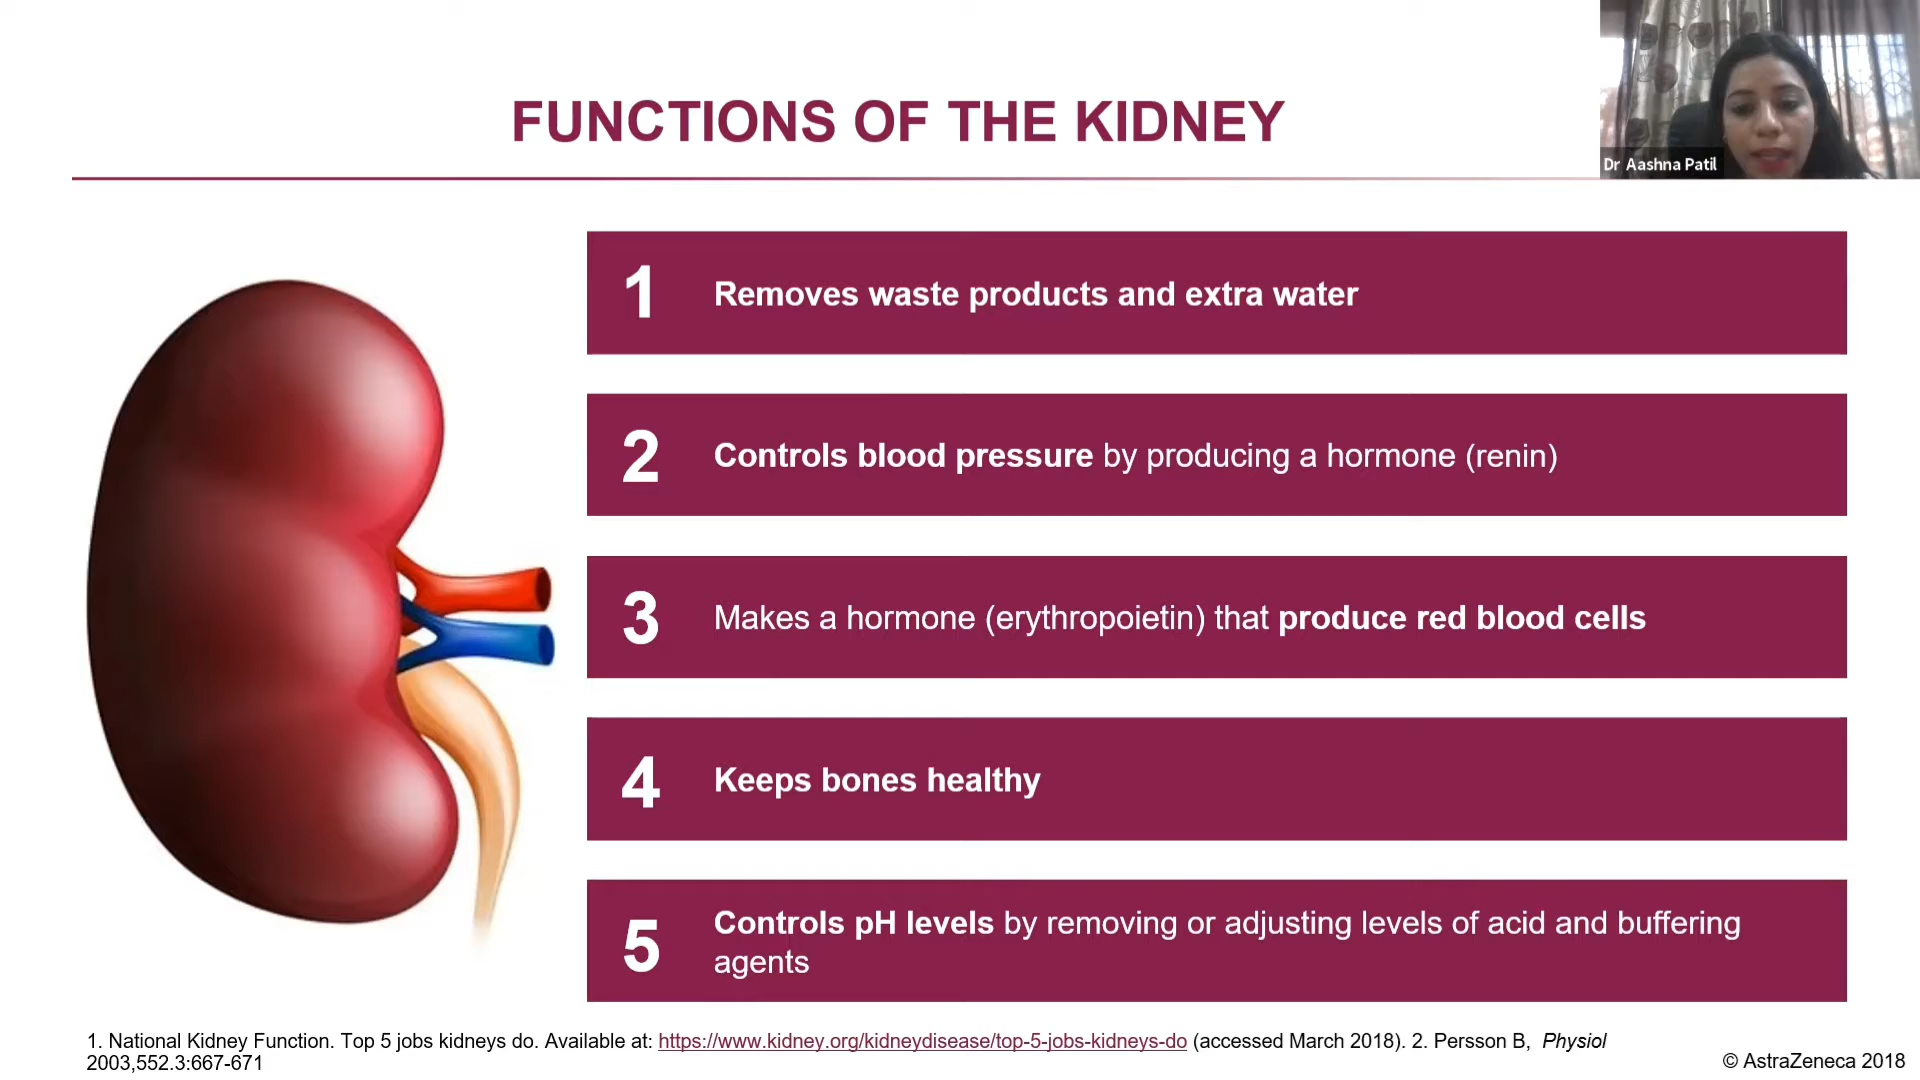 FUNCTIONS OF THE KIDNEY
Dr Aashna Patil
1 Removes waste products and extra water
2 Controls blood pressure by producing a hormone (renin)
3 Makes a hormone (erythropoietin) that produce red blood cells
4 Keeps bones healthy
5 Controls pH levels by removing or adjusting levels of acid and buffering
agents
1. National Kidney Function. Top 5 jobs kidneys do. Available at: https://www.kidney.org/kidneydisease/top-5-jobs-kidneys-do (accessed March 2018). 2. Persson B, Physiol
2003,552.3:667-671
© AstraZeneca 2018